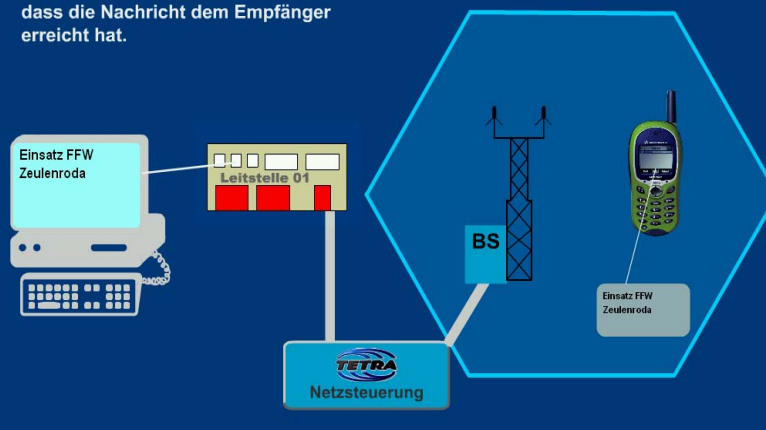 dass die Nachricht dem Empfänger
erreicht hat.
Einsatz FFW
Zeulenroda
Leitstelle 01
BS
Einsatz FFW
Zeulenroda
TETRA
Netzsteuerung